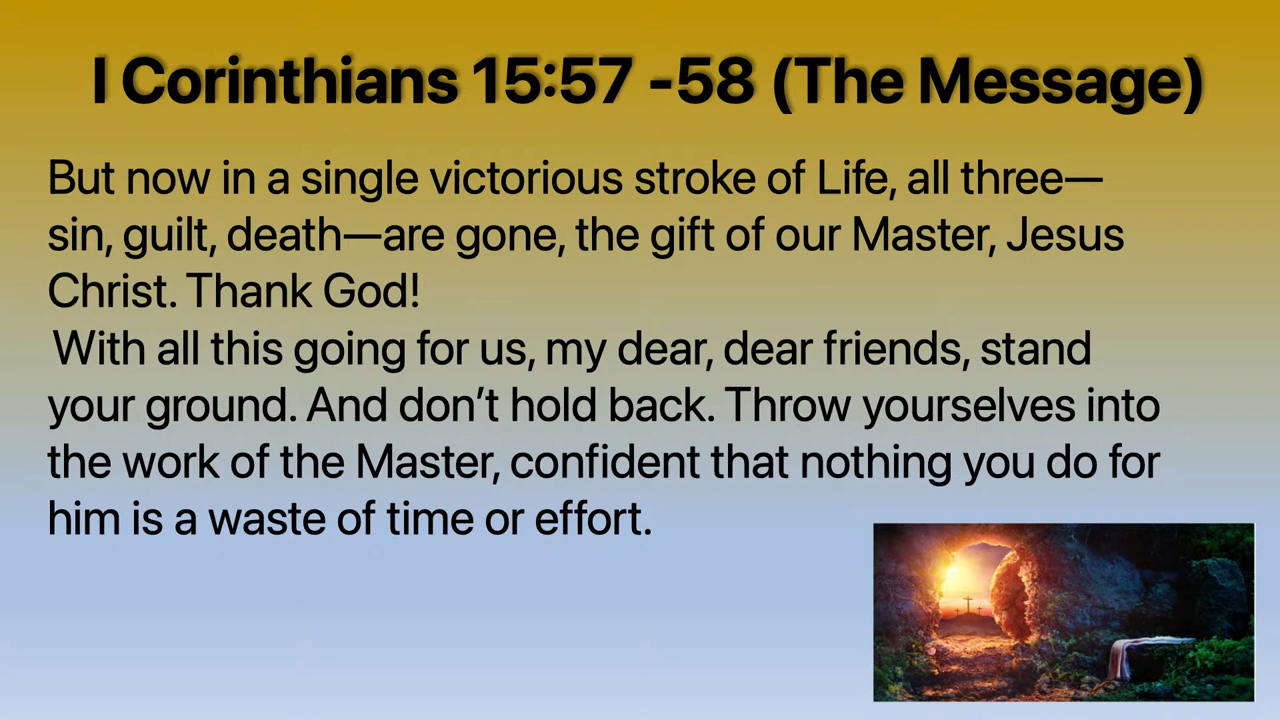 I Corinthians 15:57 -58 (The Message)
But now in a single victorious stroke of Life, all three—
sin, guilt, death—are gone, the gift of our Master, Jesus
Christ. Thank God!
With all this going for us, my dear, dear friends, stand
your ground. And don’t hold back. Throw yourselves into
the work of the Master, confident that nothing you do for
him is a waste of time or effort.